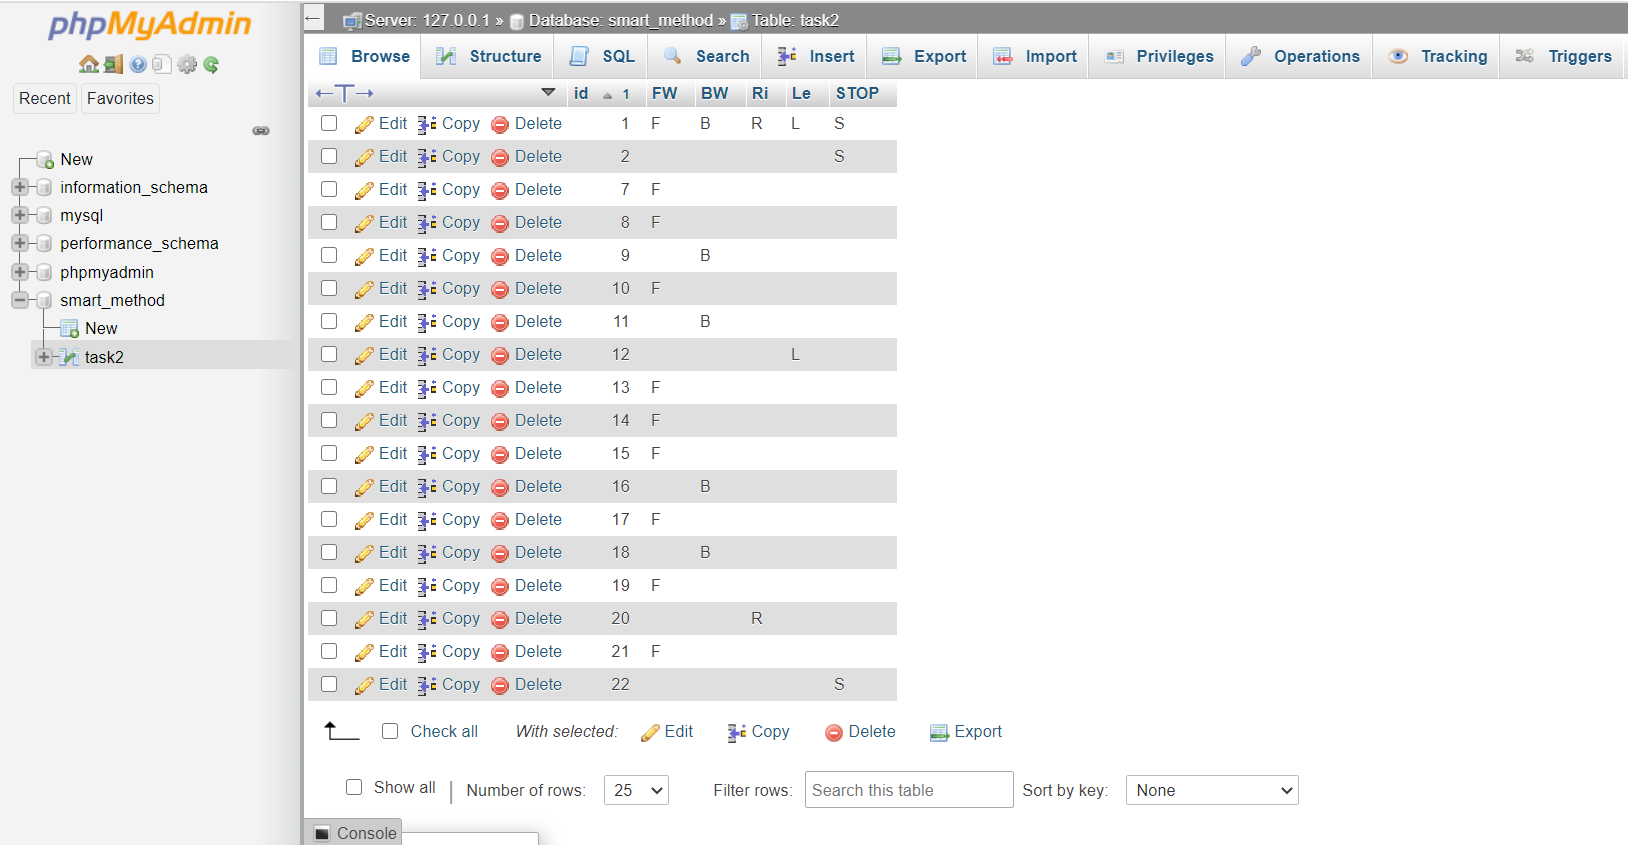 phpMyAdmin
Recent Favorites
New
information_schema
mysql
performance_schema
phpmyadmin
smart_method
New
task2
Server: 127.0.0.1 » Database: smart_method » Table: task2
Browse Structure SQL Search Insert Export Import Privileges Operations Tracking Triggers
←T→ id 1 FW BW Ri Le STOP
Edit Copy Delete 1 F B R L S
Edit Copy Delete 2 S
Edit Copy Delete 7 F
Edit Copy Delete 8 F
Edit Copy Delete 9 B
Edit Copy Delete 10 F
Edit Copy Delete 11 B
Edit Copy Delete 12 L
Edit Copy Delete 13 F
Edit Copy Delete 14 F
Edit Copy Delete 15 F
Edit Copy Delete 16 B
Edit Copy Delete 17 F
Edit Copy Delete 18 B
Edit Copy Delete 19 F
Edit Copy Delete 20 R
Edit Copy Delete 21 F
Edit Copy Delete 22 S
Check all With selected: Edit Copy Delete Export
Show all | Number of rows: 25 Filter rows: Search this table Sort by key: None
Console